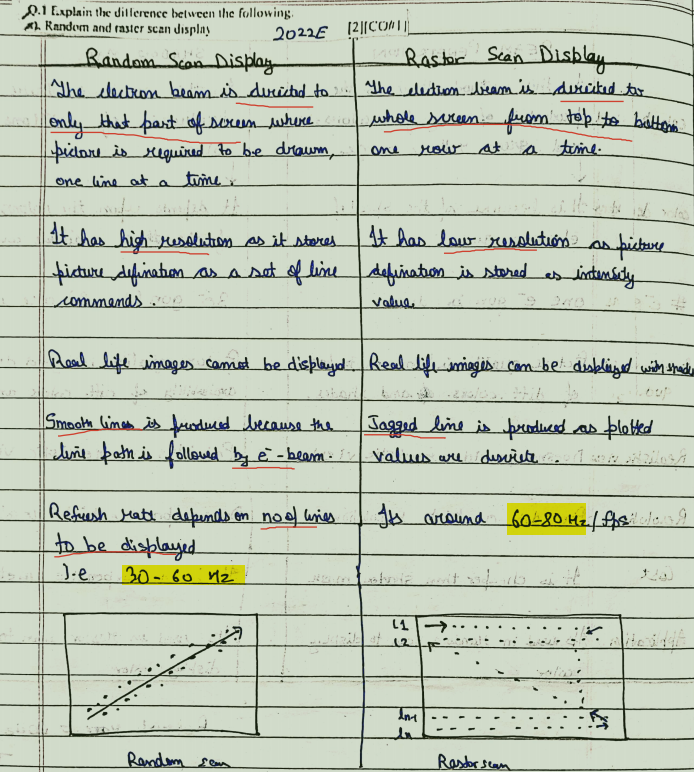 Q.1 Explain the difference between the following.
a). Random and raster scan display 2022E [2][CO#1]
Random Scan Display
The electron beam is directed to
only that part of screen where
picture is required to be drawn,
one line at a time.
It has high resolution as it stores
picture defination as a set of line
commands.
Real life images cannot be displayed.
Smooth lines is produced because the
line path is followed by e⁻-beam.
Refresh rate depends on no of lines
to be displayed
I.e 30-60 Hz
Random scan
Rastor Scan Display
The electron beam is directed to
whole screen from top to bottom
one row at a time.
It has low resolution as picture
defination is stored as intensity
value.
Real life images can be displayed with
Jagged line is produced as plotted
values are discrete.
Its around 60-80 Hz/fps
L1
L2
ln-1
ln
Rastor scan